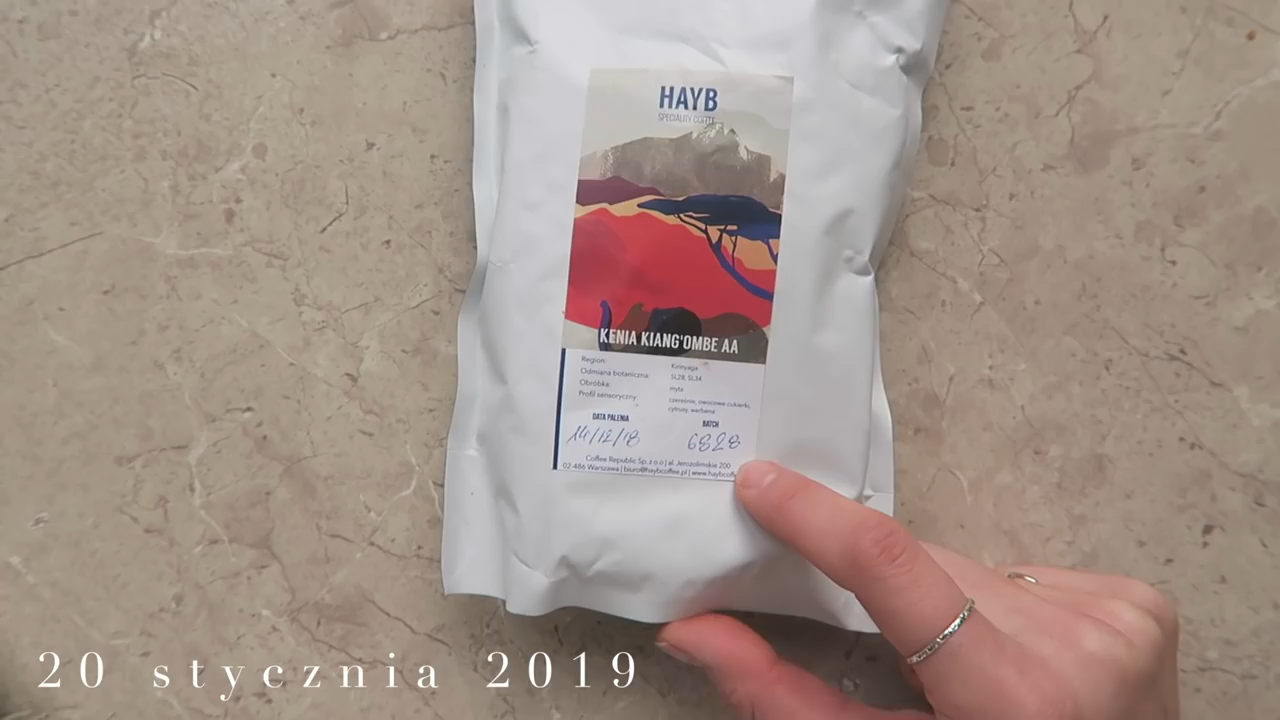 HAYB
SPECIALITY COFFEE
KENIA KIANG'OMBE AA
Region: Kirinyaga
Odmiana botaniczna: SL28, SL34
Obróbka: myta
Profil sensoryczny: czereśnie, owocowe cukierki,
cytrusy, werbena
DATA PALENIA BATCH
14/12/18 6828
Coffee Republic Sp. z o o | al. Jerozolimskie 200
02-486 Warszawa | biuro@haybcoffee.pl | www.haybcoff
20 stycznia 2019